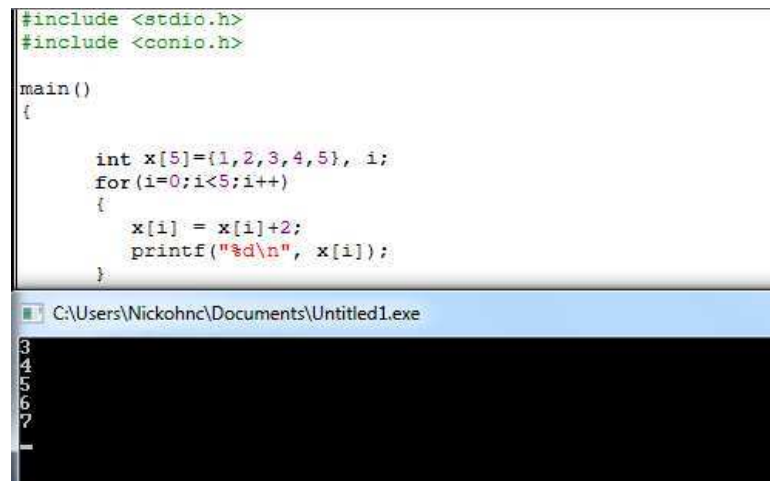 #include <stdio.h>
#include <conio.h>
main()
{
int x[5]={1,2,3,4,5}, i;
for(i=0;i<5;i++)
{
x[i] = x[i]+2;
printf("%d\n", x[i]);
}
C:\Users\Nickohnc\Documents\Untitled1.exe
3
4
5
6
7